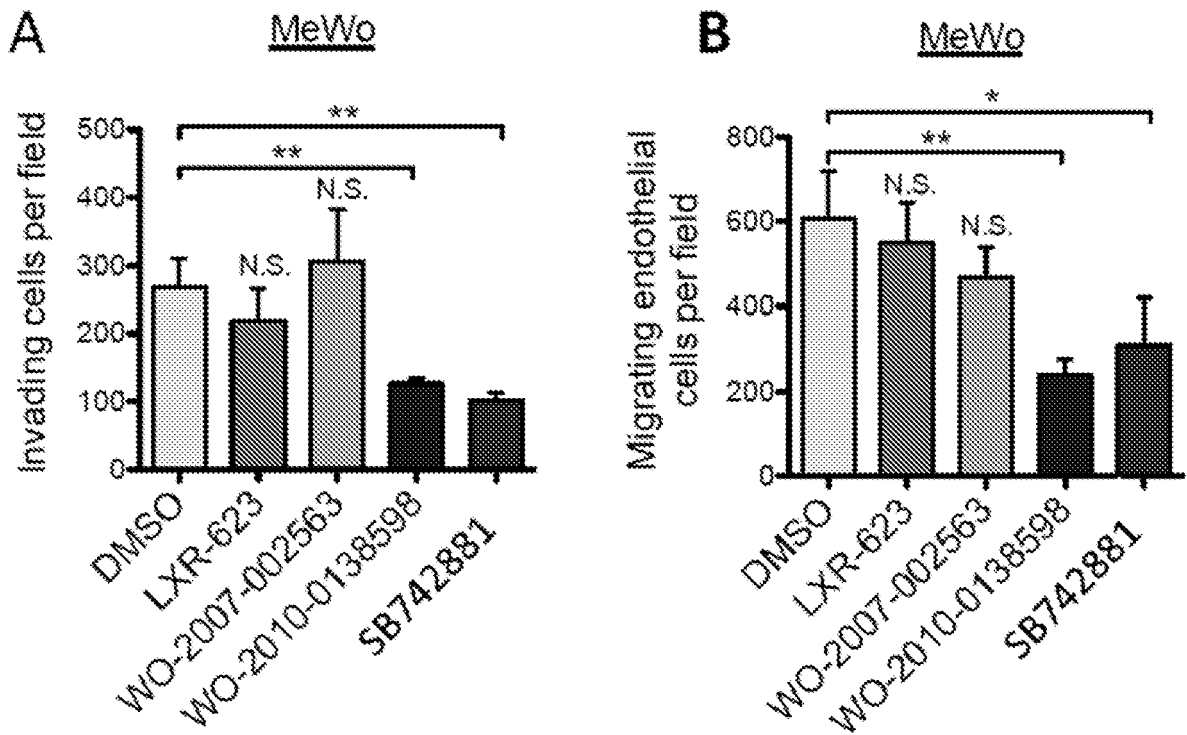 A
MeWo
Invading cells per field
500
400
300
200
100
0
**
**
N.S.
N.S.
DMSO
LXR-623
WO-2007-002563
WO-2010-0138598
SB742881
B
MeWo
Migrating endothelial
cells per field
800
600
400
200
0
*
**
N.S.
N.S.
DMSO
LXR-623
WO-2007-002563
WO-2010-0138598
SB742881